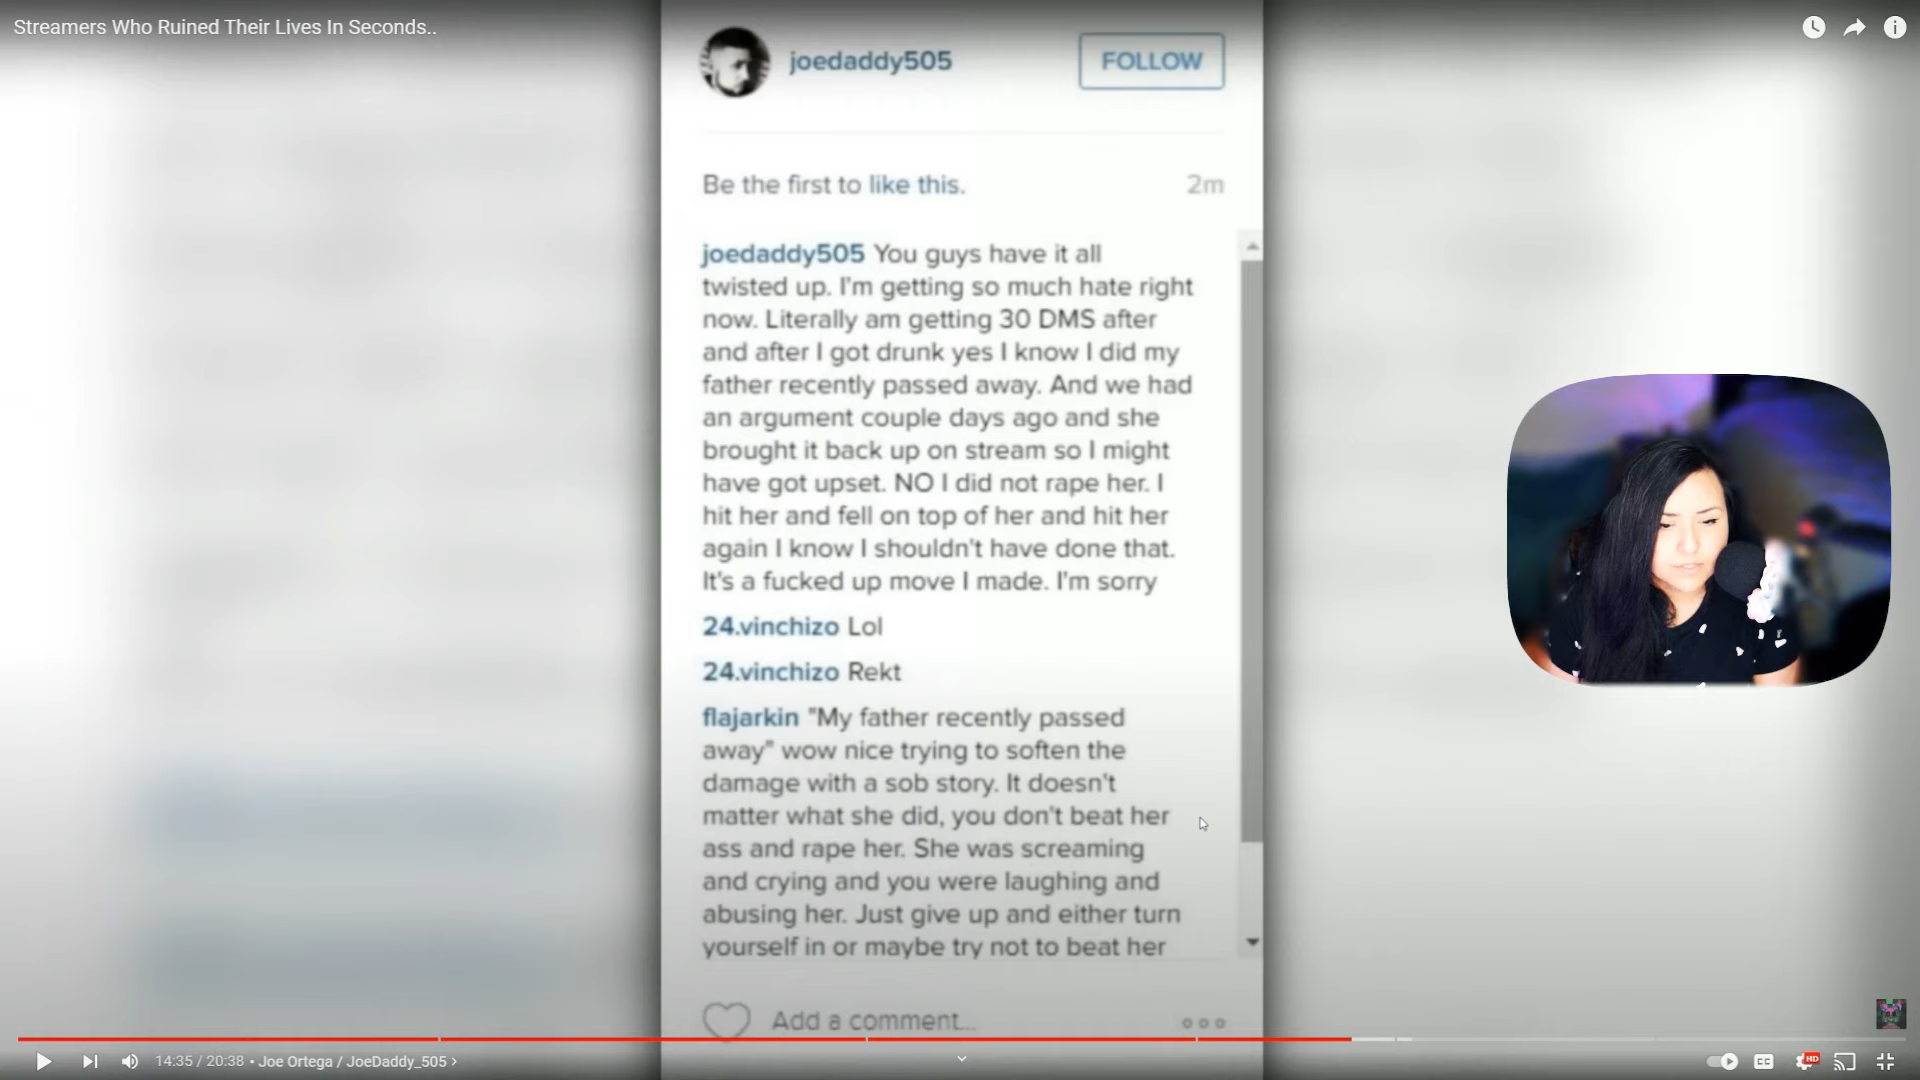 Streamers Who Ruined Their Lives In Seconds..
joedaddy505
FOLLOW
Be the first to like this.
2m
joedaddy505 You guys have it all
twisted up. I'm getting so much hate right
now. Literally am getting 30 DMS after
and after I got drunk yes I know I did my
father recently passed away. And we had
an argument couple days ago and she
brought it back up on stream so I might
have got upset. NO I did not rape her. I
hit her and fell on top of her and hit her
again I know I shouldn't have done that.
It's a fucked up move I made. I'm sorry
24.vinchizo Lol
24.vinchizo Rekt
flajarkin "My father recently passed
away" wow nice trying to soften the
damage with a sob story. It doesn't
matter what she did, you don't beat her
ass and rape her. She was screaming
and crying and you were laughing and
abusing her. Just give up and either turn
yourself in or maybe try not to beat her
Add a comment...
14:35 / 20:38 • Joe Ortega / JoeDaddy_505 ›
CC
HD